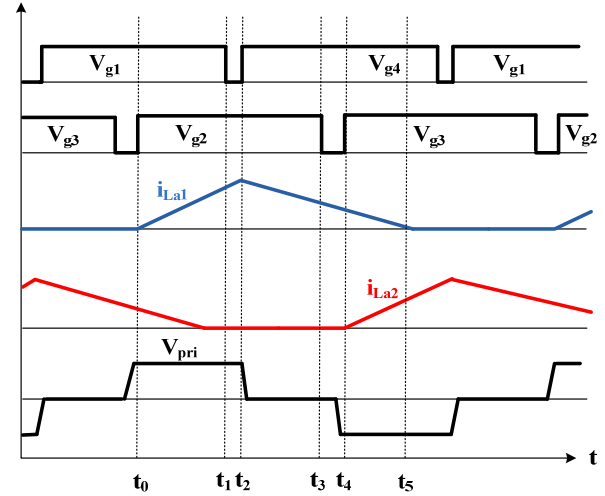 Vg1 Vg4 Vg1
Vg3 Vg2 Vg3 Vg2
iLa1
iLa2
Vpri
t
t0 t1 t2 t3 t4 t5